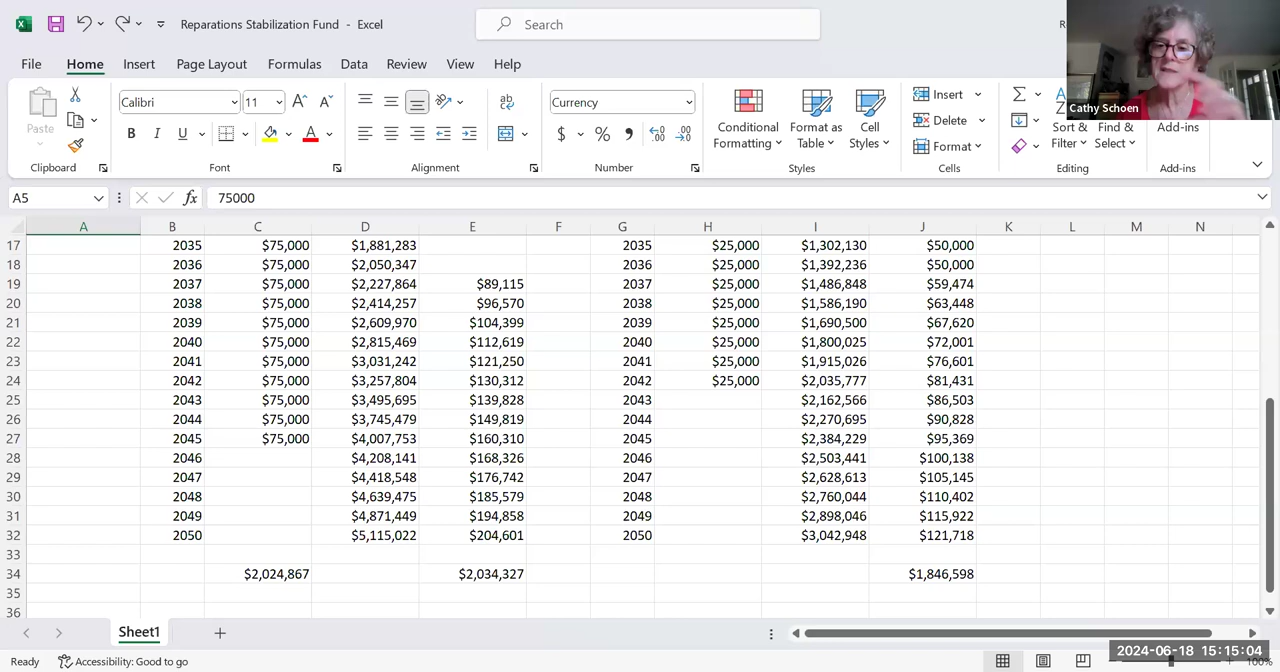 Reparations Stabilization Fund - Excel
Search
File Home Insert Page Layout Formulas Data Review View Help
Cathy Schoen
Paste
Calibri 11
Currency
Conditional Formatting
Format as Table
Cell Styles
Insert
Delete
Format
Sort & Filter
Find & Select
Add-ins
Clipboard Font Alignment Number Styles Cells Editing Add-ins
A5 fx 75000
A B C D E F G H I J K L M N
17 2035 $75,000 $1,881,283 2035 $25,000 $1,302,130 $50,000
18 2036 $75,000 $2,050,347 2036 $25,000 $1,392,236 $50,000
19 2037 $75,000 $2,227,864 $89,115 2037 $25,000 $1,486,848 $59,474
20 2038 $75,000 $2,414,257 $96,570 2038 $25,000 $1,586,190 $63,448
21 2039 $75,000 $2,609,970 $104,399 2039 $25,000 $1,690,500 $67,620
22 2040 $75,000 $2,815,469 $112,619 2040 $25,000 $1,800,025 $72,001
23 2041 $75,000 $3,031,242 $121,250 2041 $25,000 $1,915,026 $76,601
24 2042 $75,000 $3,257,804 $130,312 2042 $25,000 $2,035,777 $81,431
25 2043 $75,000 $3,495,695 $139,828 2043 $2,162,566 $86,503
26 2044 $75,000 $3,745,479 $149,819 2044 $2,270,695 $90,828
27 2045 $75,000 $4,007,753 $160,310 2045 $2,384,229 $95,369
28 2046 $4,208,141 $168,326 2046 $2,503,441 $100,138
29 2047 $4,418,548 $176,742 2047 $2,628,613 $105,145
30 2048 $4,639,475 $185,579 2048 $2,760,044 $110,402
31 2049 $4,871,449 $194,858 2049 $2,898,046 $115,922
32 2050 $5,115,022 $204,601 2050 $3,042,948 $121,718
33
34 $2,024,867 $2,034,327 $1,846,598
35
36
Sheet1
2024-06-18 15:15:04
Ready Accessibility: Good to go 100%